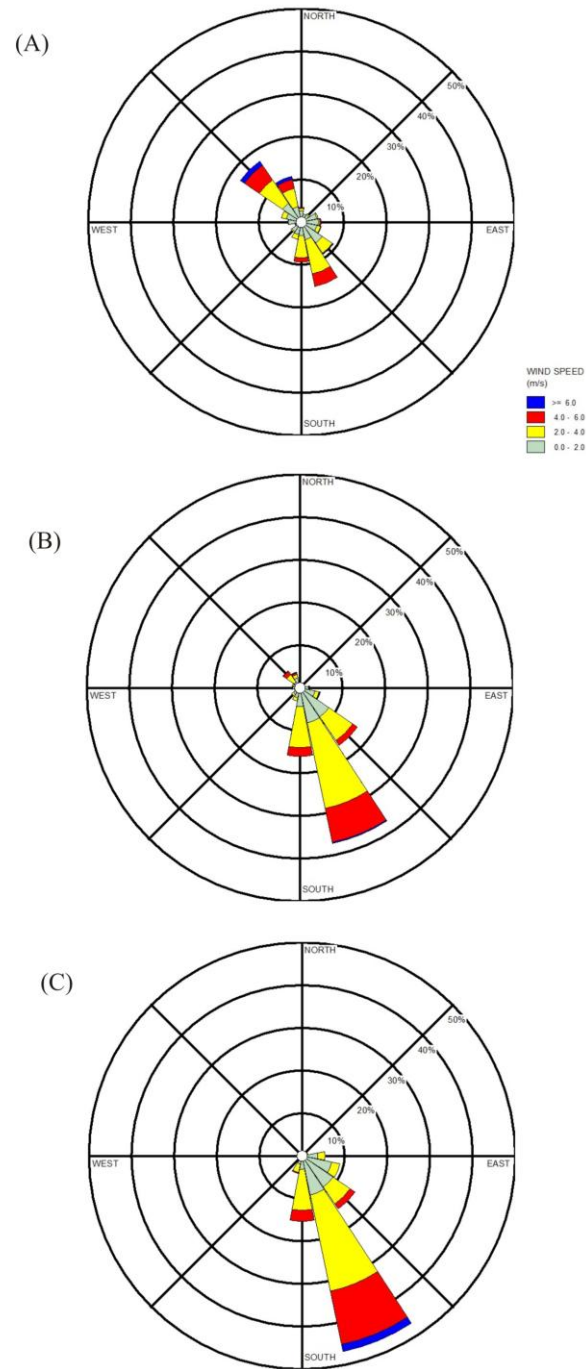 (A)
NORTH
50%
40%
30%
20%
10%
WEST
EAST
SOUTH
WIND SPEED
(m/s)
>= 6.0
4.0 - 6.0
2.0 - 4.0
0.0 - 2.0
(B)
NORTH
50%
40%
30%
20%
10%
WEST
EAST
SOUTH
(C)
NORTH
50%
40%
30%
20%
10%
WEST
EAST
SOUTH